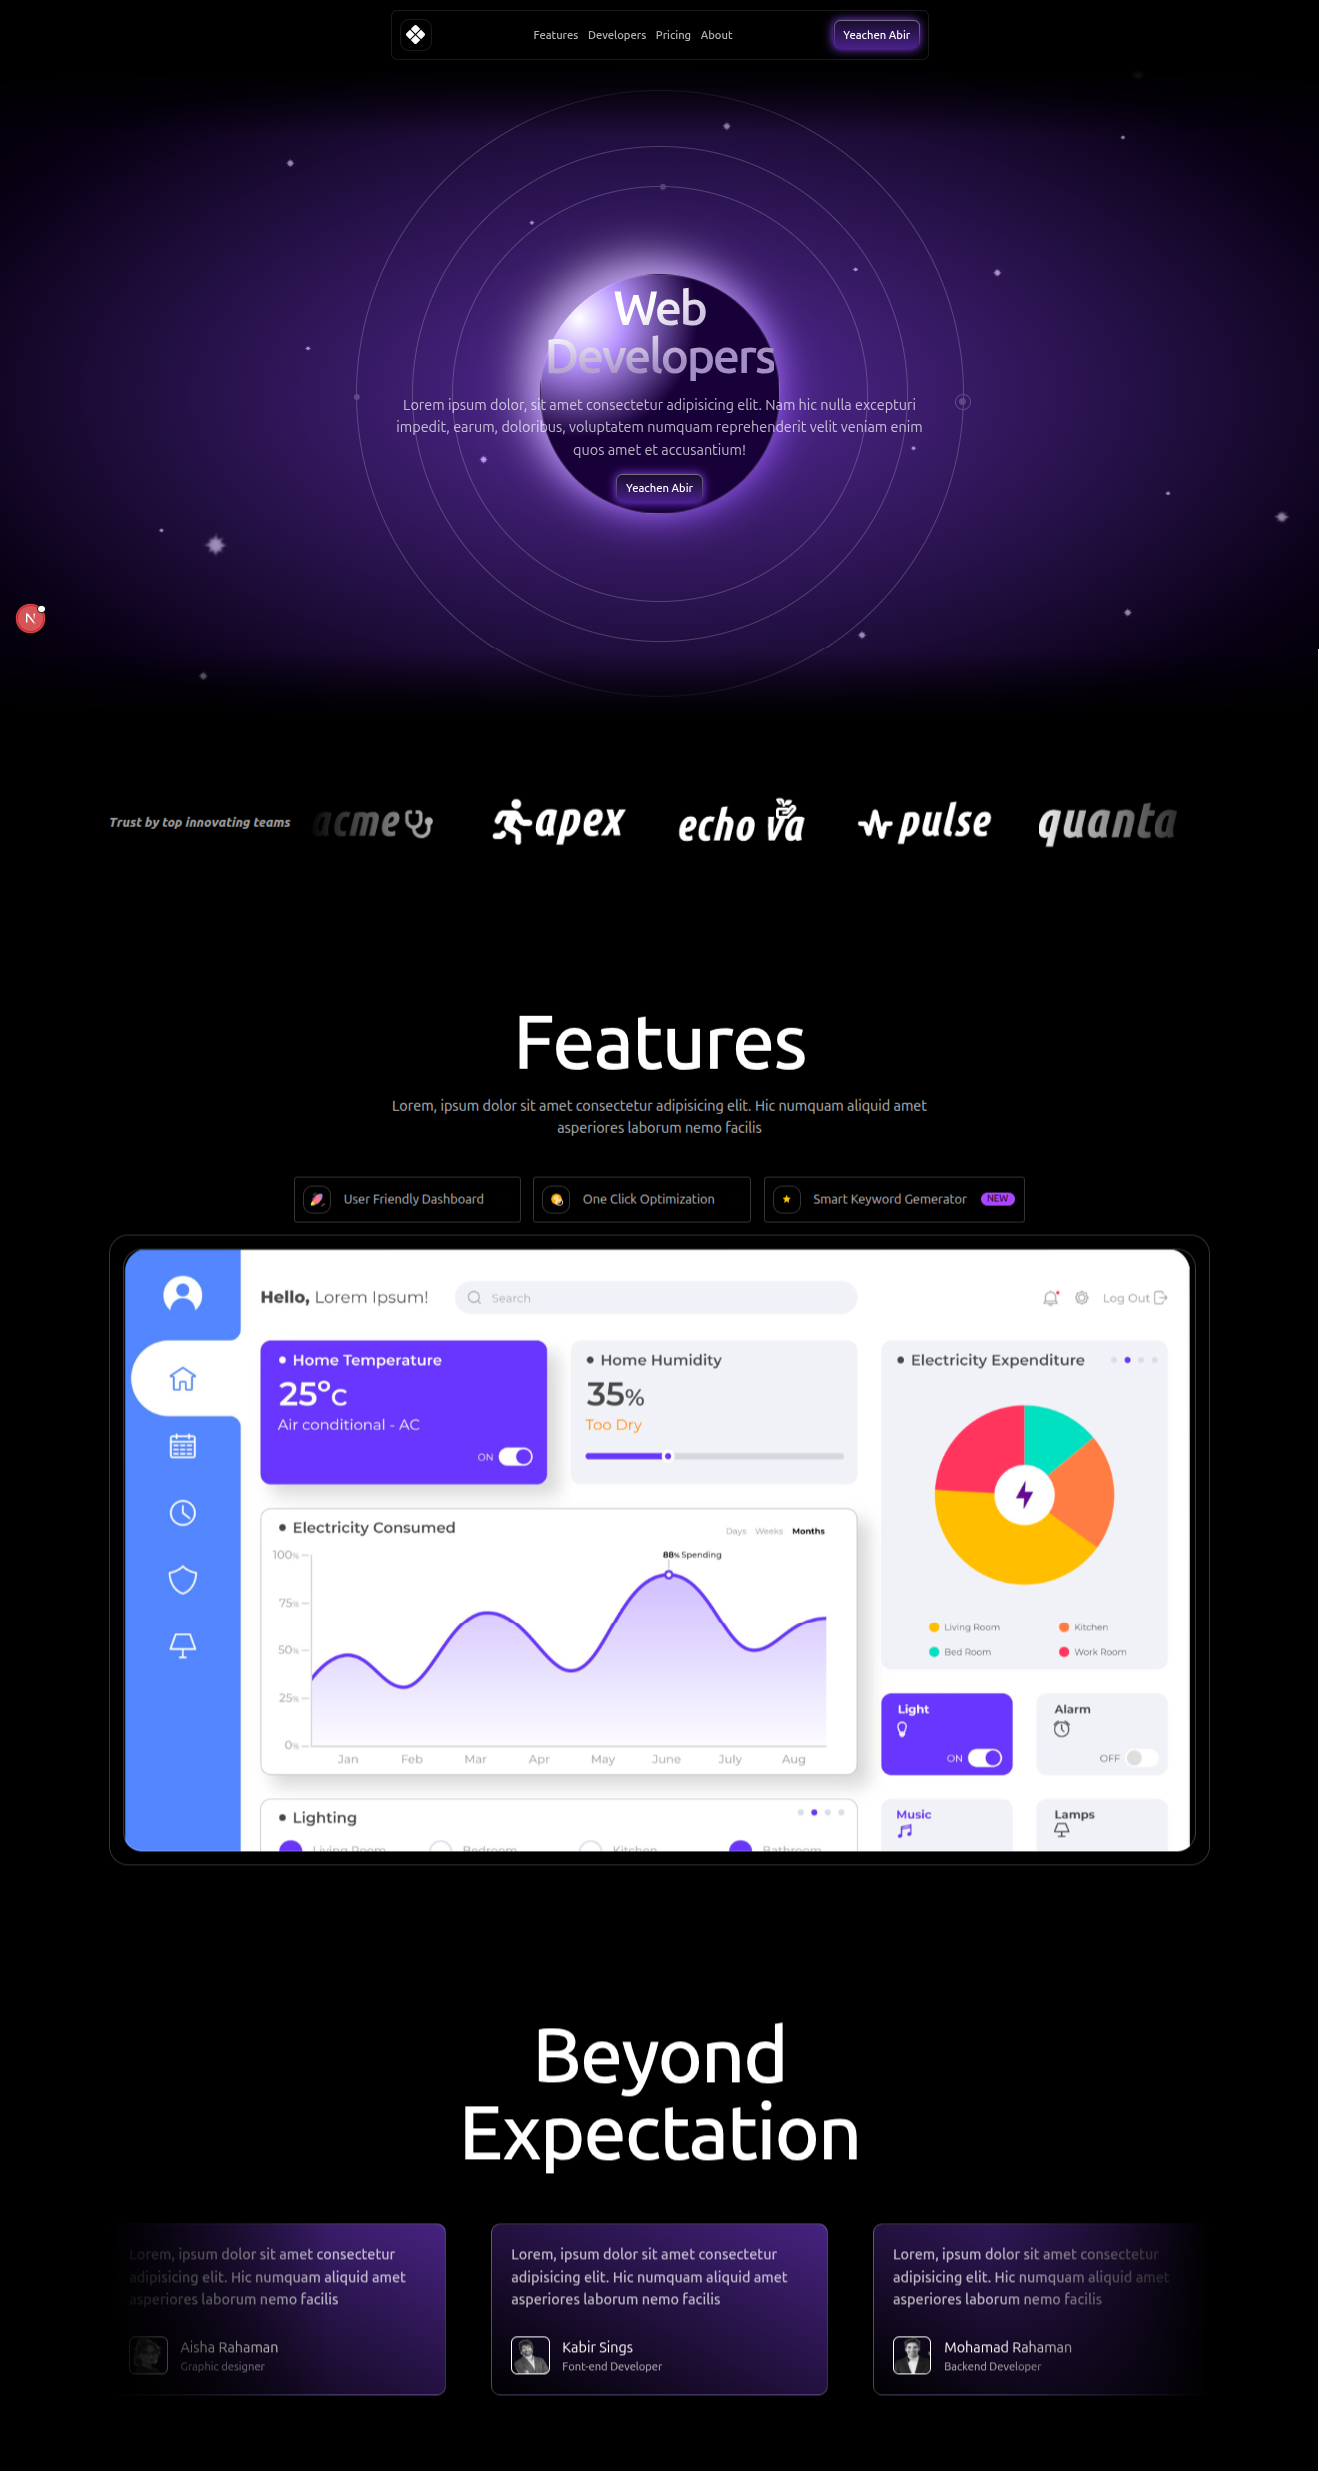 Features Developers Pricing About
Yeachen Abir
Web
Developers
Lorem ipsum dolor, sit amet consectetur adipisicing elit. Nam hic nulla excepturi
impedit, earum, doloribus, voluptatem numquam reprehenderit velit veniam enim
quos amet et accusantium!
Yeachen Abir
N
Trust by top innovating teams
acme
apex
echo va
pulse
quanta
Features
Lorem, ipsum dolor sit amet consectetur adipisicing elit. Hic numquam aliquid amet
asperiores laborum nemo facilis
User Friendly Dashboard
One Click Optimization
Smart Keyword Gemerator NEW
Hello, Lorem Ipsum!
Search
Log Out
Home Temperature
25°C
Air conditional - AC
ON
Home Humidity
35%
Too Dry
Electricity Expenditure
Living Room
Kitchen
Bed Room
Work Room
Electricity Consumed
Days Weeks Months
88% Spending
100%
75%
50%
25%
0%
Jan Feb Mar Apr May June July Aug
Light
ON
Alarm
OFF
Lighting
Living Room Bedroom Kitchen Bathroom
Music
Lamps
Beyond
Expectation
Lorem, ipsum dolor sit amet consectetur
adipisicing elit. Hic numquam aliquid amet
asperiores laborum nemo facilis
Aisha Rahaman
Graphic designer
Lorem, ipsum dolor sit amet consectetur
adipisicing elit. Hic numquam aliquid amet
asperiores laborum nemo facilis
Kabir Sings
Font-end Developer
Lorem, ipsum dolor sit amet consectetur
adipisicing elit. Hic numquam aliquid amet
asperiores laborum nemo facilis
Mohamad Rahaman
Backend Developer